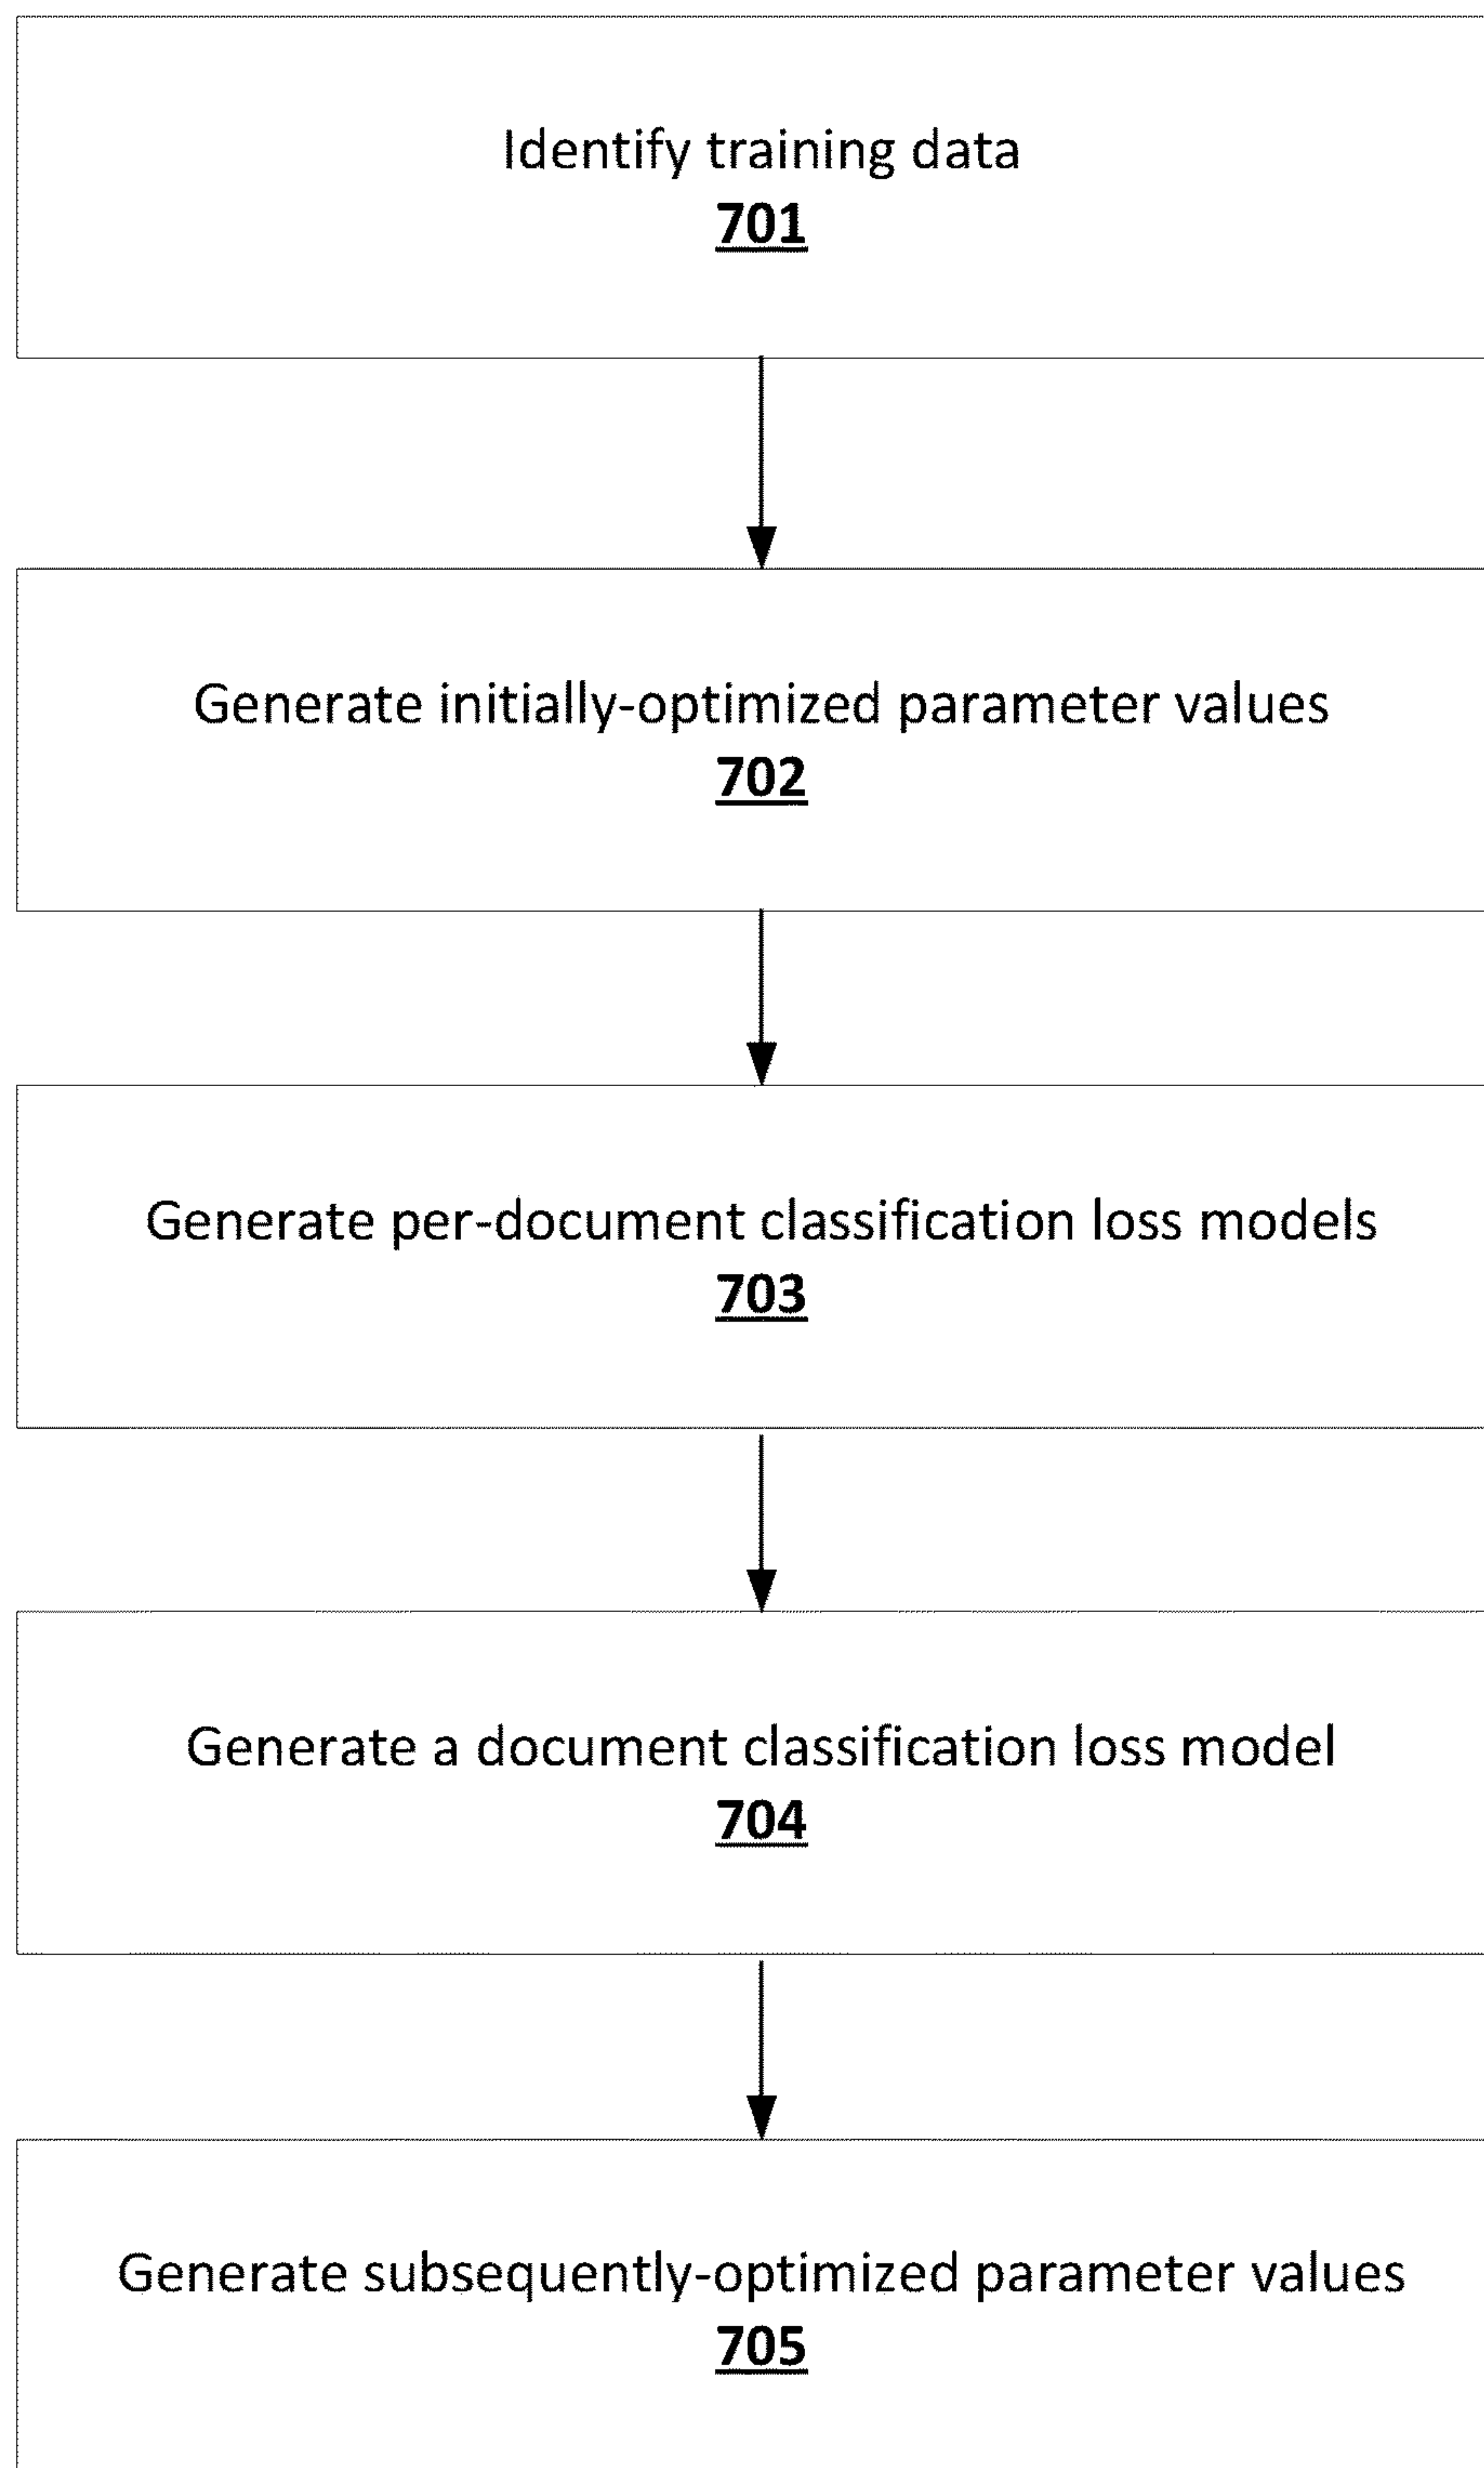 Identify training data
701
Generate initially-optimized parameter values
702
Generate per-document classification loss models
703
Generate a document classification loss model
704
Generate subsequently-optimized parameter values
705